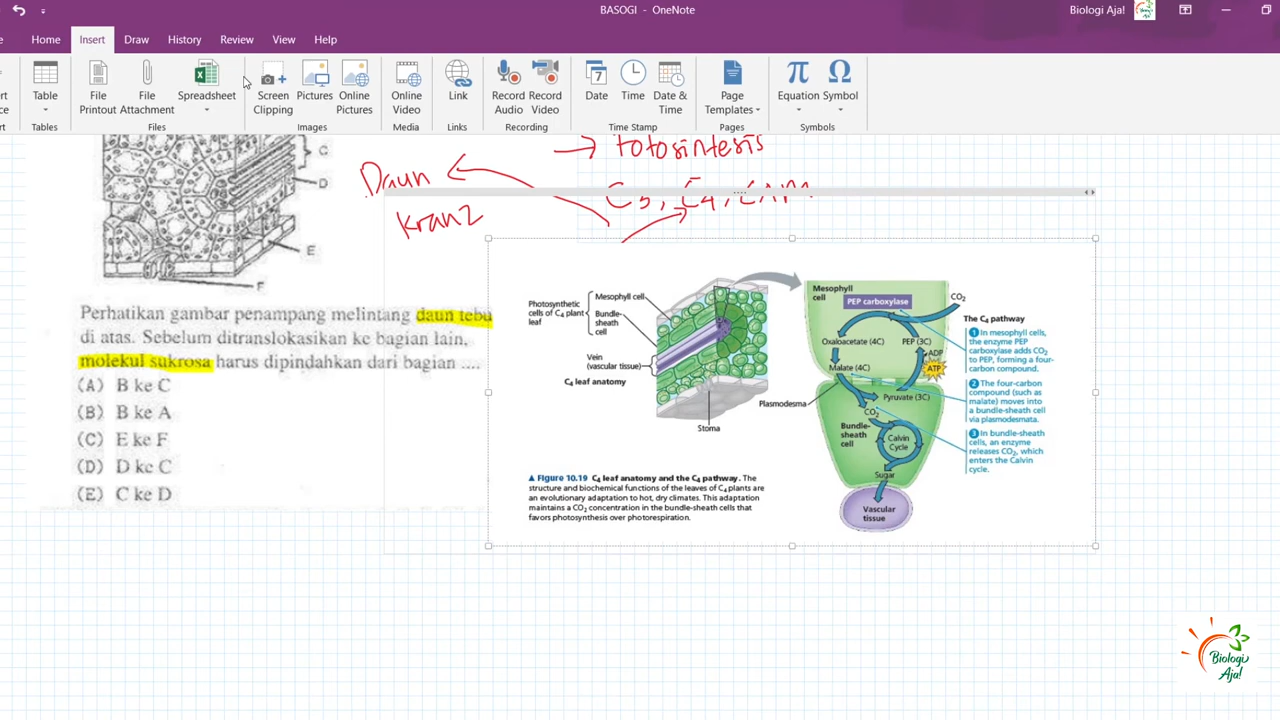 BASOGI - OneNote
Biologi Aja!
Home Insert Draw History Review View Help
Table
File Printout
File Attachment
Spreadsheet
Screen Clipping
Pictures
Online Pictures
Online Video
Link
Record Audio
Record Video
Date
Time
Date & Time
Page Templates
Equation
Symbol
Tables Files Images Media Links Recording Time Stamp Pages Symbols
→ fotosintesis
C3, C4, CAM
Daun
kranz
C
D
E
F
Perhatikan gambar penampang melintang daun tebu
di atas. Sebelum ditranslokasikan ke bagian lain,
molekul sukrosa harus dipindahkan dari bagian ....
(A) B ke C
(B) B ke A
(C) E ke F
(D) D ke C
(E) C ke D
Photosynthetic
cells of C4 plant
leaf
Mesophyll cell
Bundle-
sheath
cell
Vein
(vascular tissue)
C4 leaf anatomy
Stoma
Mesophyll
cell
PEP carboxylase
CO2
Oxaloacetate (4C)
PEP (3C)
ADP
Malate (4C)
ATP
Plasmodesma
Pyruvate (3C)
CO2
Bundle-
sheath
cell
Calvin
Cycle
Sugar
Vascular
tissue
The C4 pathway
1 In mesophyll cells,
the enzyme PEP
carboxylase adds CO2
to PEP, forming a four-
carbon compound.
2 The four-carbon
compound (such as
malate) moves into
a bundle-sheath cell
via plasmodesmata.
3 In bundle-sheath
cells, an enzyme
releases CO2, which
enters the Calvin
cycle.
▲ Figure 10.19 C4 leaf anatomy and the C4 pathway. The
structure and biochemical functions of the leaves of C4 plants are
an evolutionary adaptation to hot, dry climates. This adaptation
maintains a CO2 concentration in the bundle-sheath cells that
favors photosynthesis over photorespiration.
Biologi
Aja!